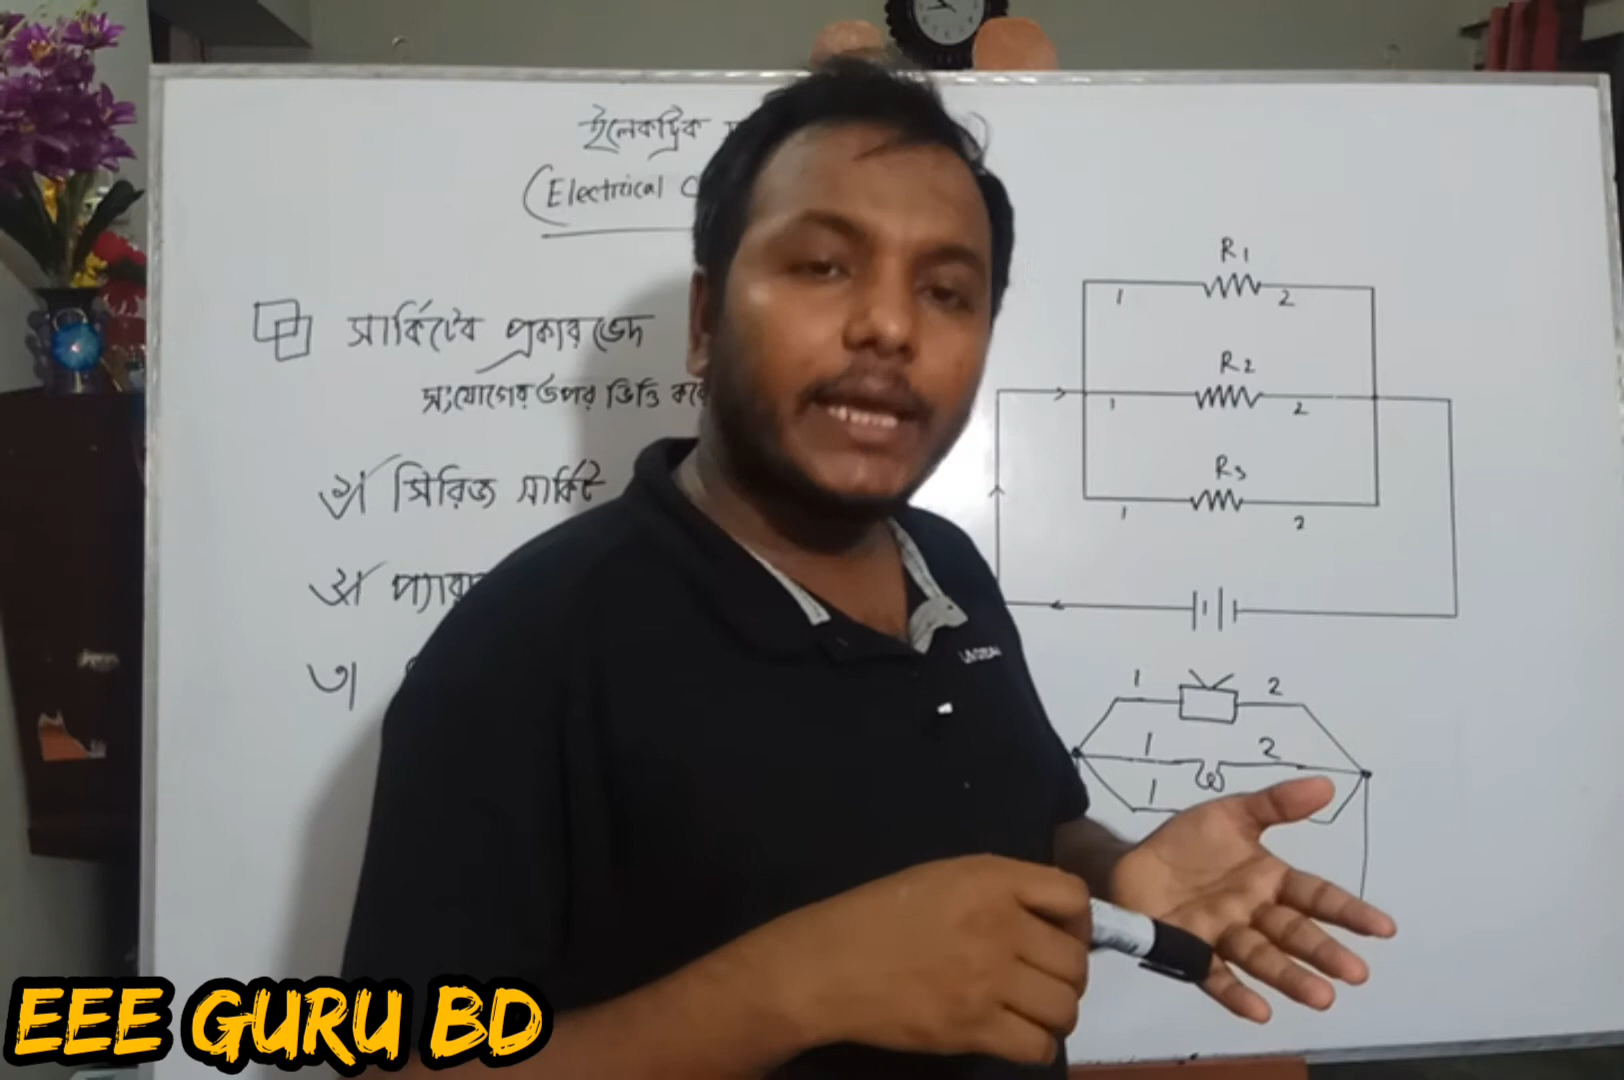 ইলেকট্রিক
(Electrical
সার্কিটের প্রকারভেদ
সংযোগের উপর ভিত্তি করে
১। সিরিজ সার্কিট
২।
৩।
R1
1 2
R2
1 2
R3
1 2
1 2
1 2
1
EEE GURU BD